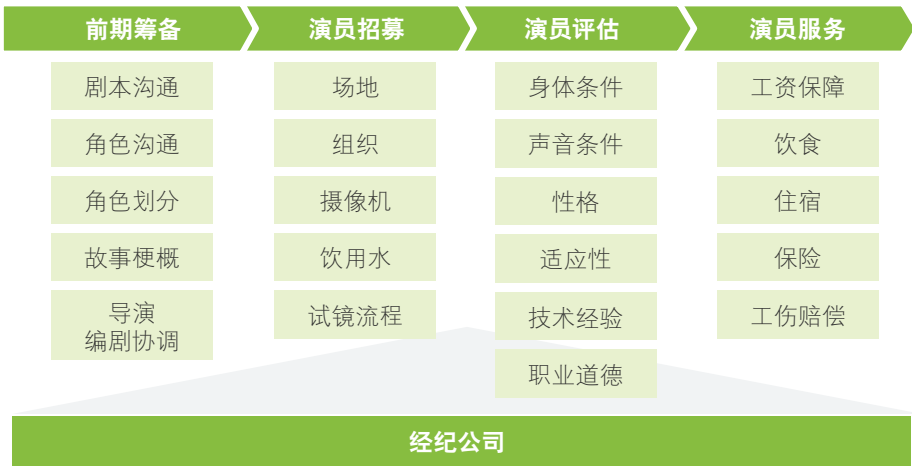 前期筹备
剧本沟通
角色沟通
角色划分
故事梗概
导演
编剧协调
演员招募
场地
组织
摄像机
饮用水
试镜流程
演员评估
身体条件
声音条件
性格
适应性
技术经验
职业道德
演员服务
工资保障
饮食
住宿
保险
工伤赔偿
经纪公司